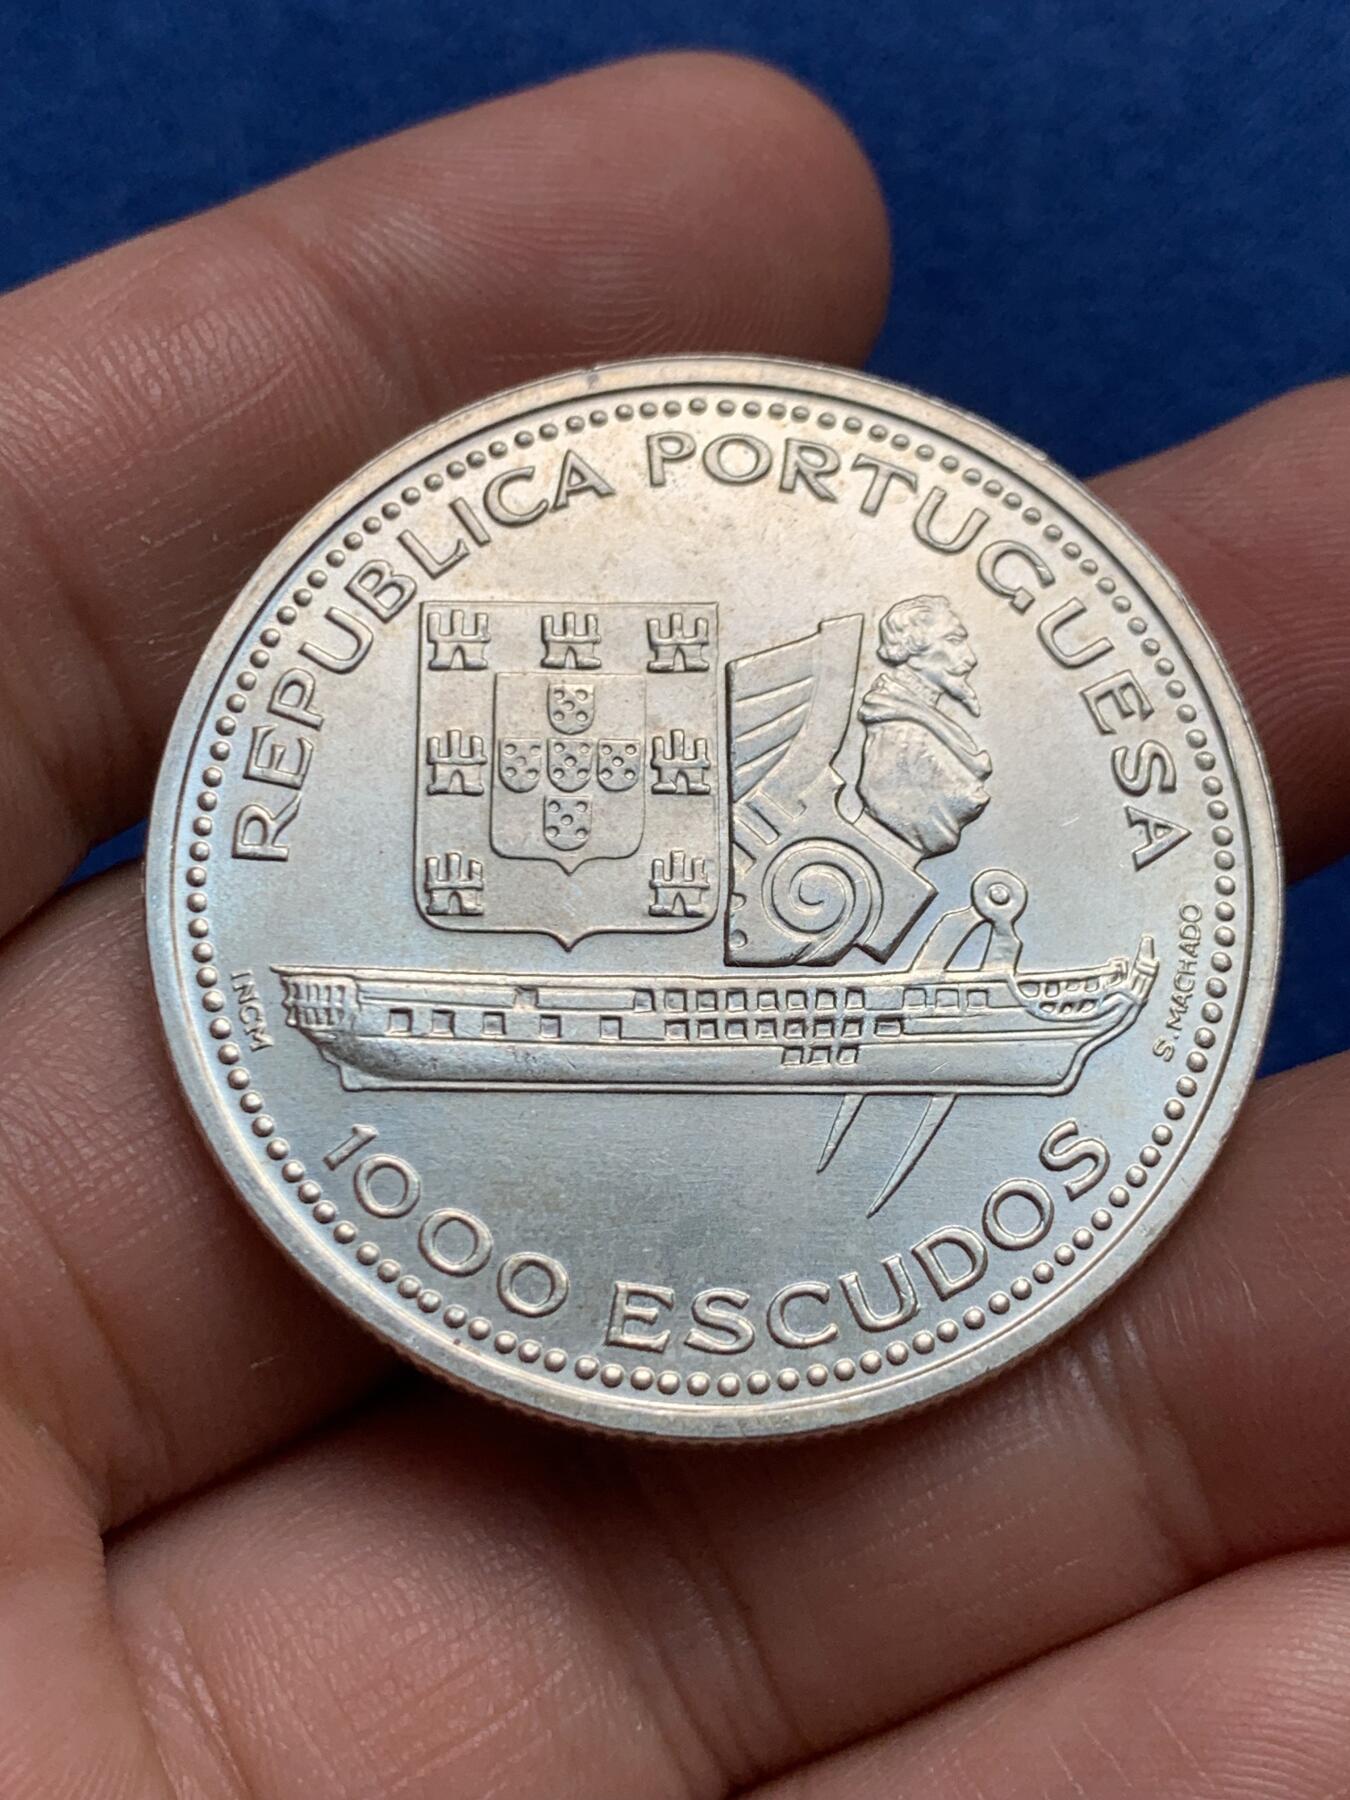 REPUBLICA PORTUGUESA
INCM
S. MACHADO
1000 ESCUDOS